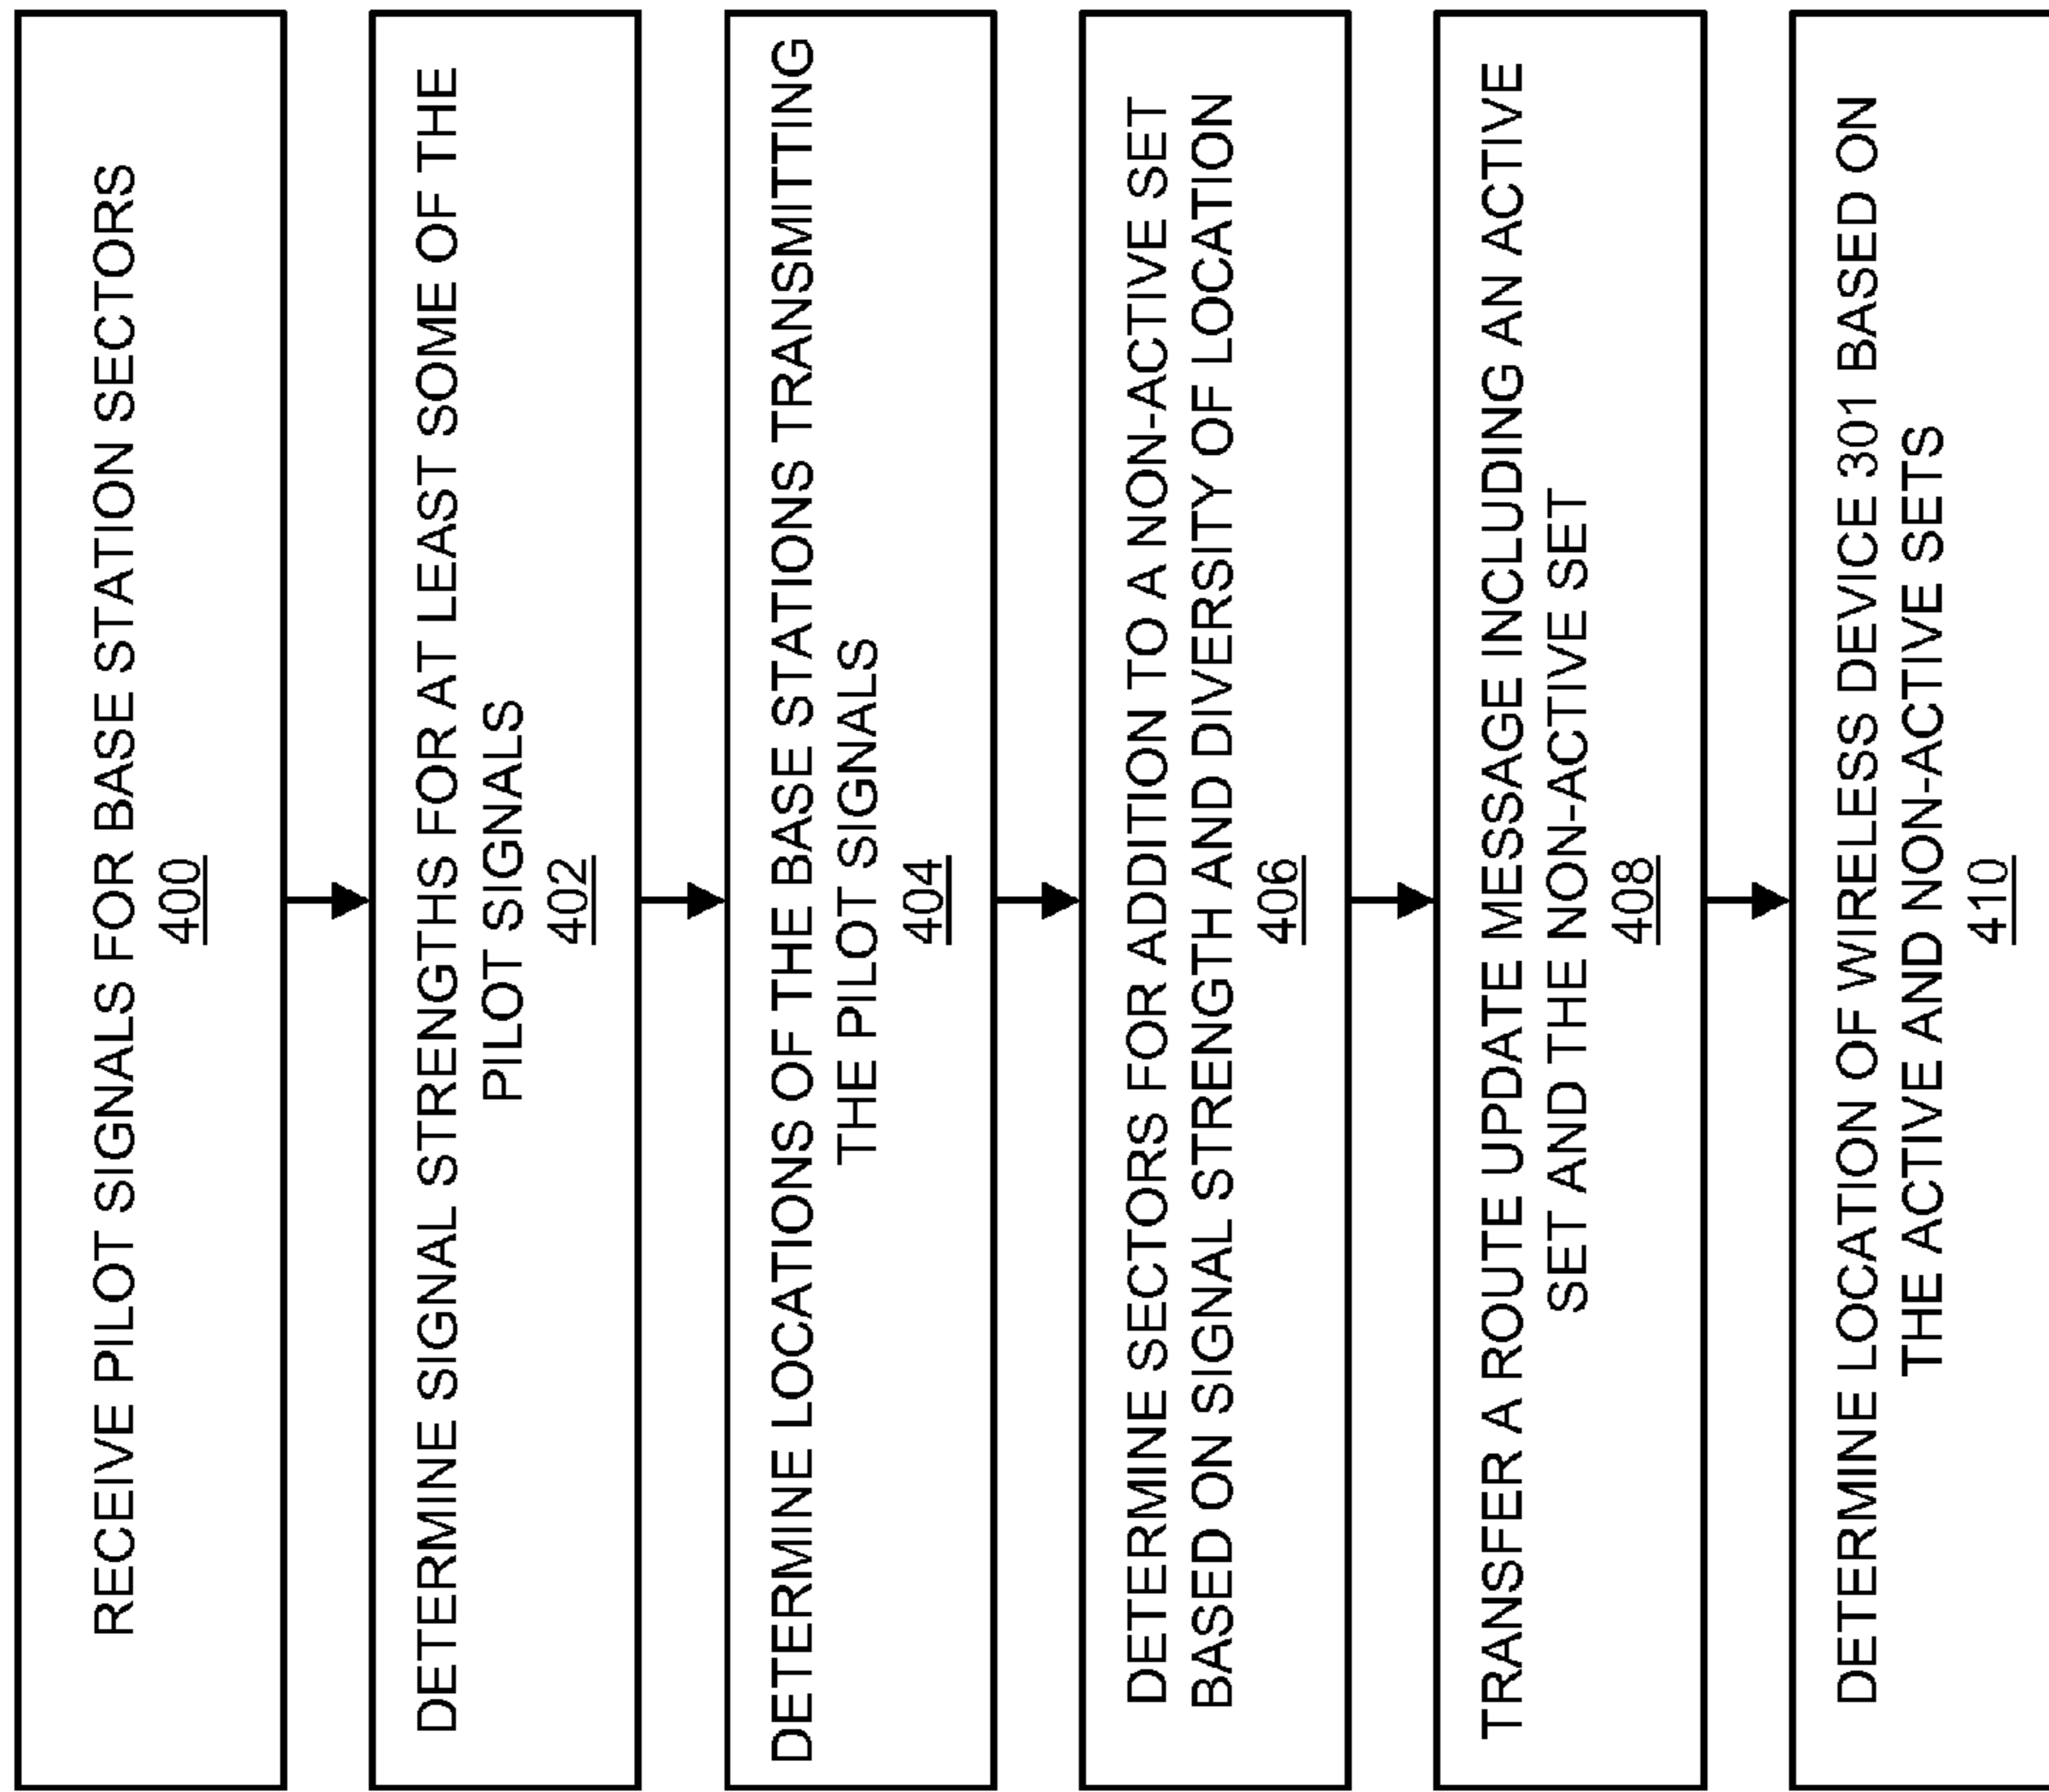 RECEIVE PILOT SIGNALS FOR BASE STATION SECTORS
400
DETERMINE SIGNAL STRENGTHS FOR AT LEAST SOME OF THE
PILOT SIGNALS
402
DETERMINE LOCATIONS OF THE BASE STATIONS TRANSMITTING
THE PILOT SIGNALS
404
DETERMINE SECTORS FOR ADDITION TO A NON-ACTIVE SET
BASED ON SIGNAL STRENGTH AND DIVERSITY OF LOCATION
406
TRANSFER A ROUTE UPDATE MESSAGE INCLUDING AN ACTIVE
SET AND THE NON-ACTIVE SET
408
DETERMINE LOCATION OF WIRELESS DEVICE 301 BASED ON
THE ACTIVE AND NON-ACTIVE SETS
410